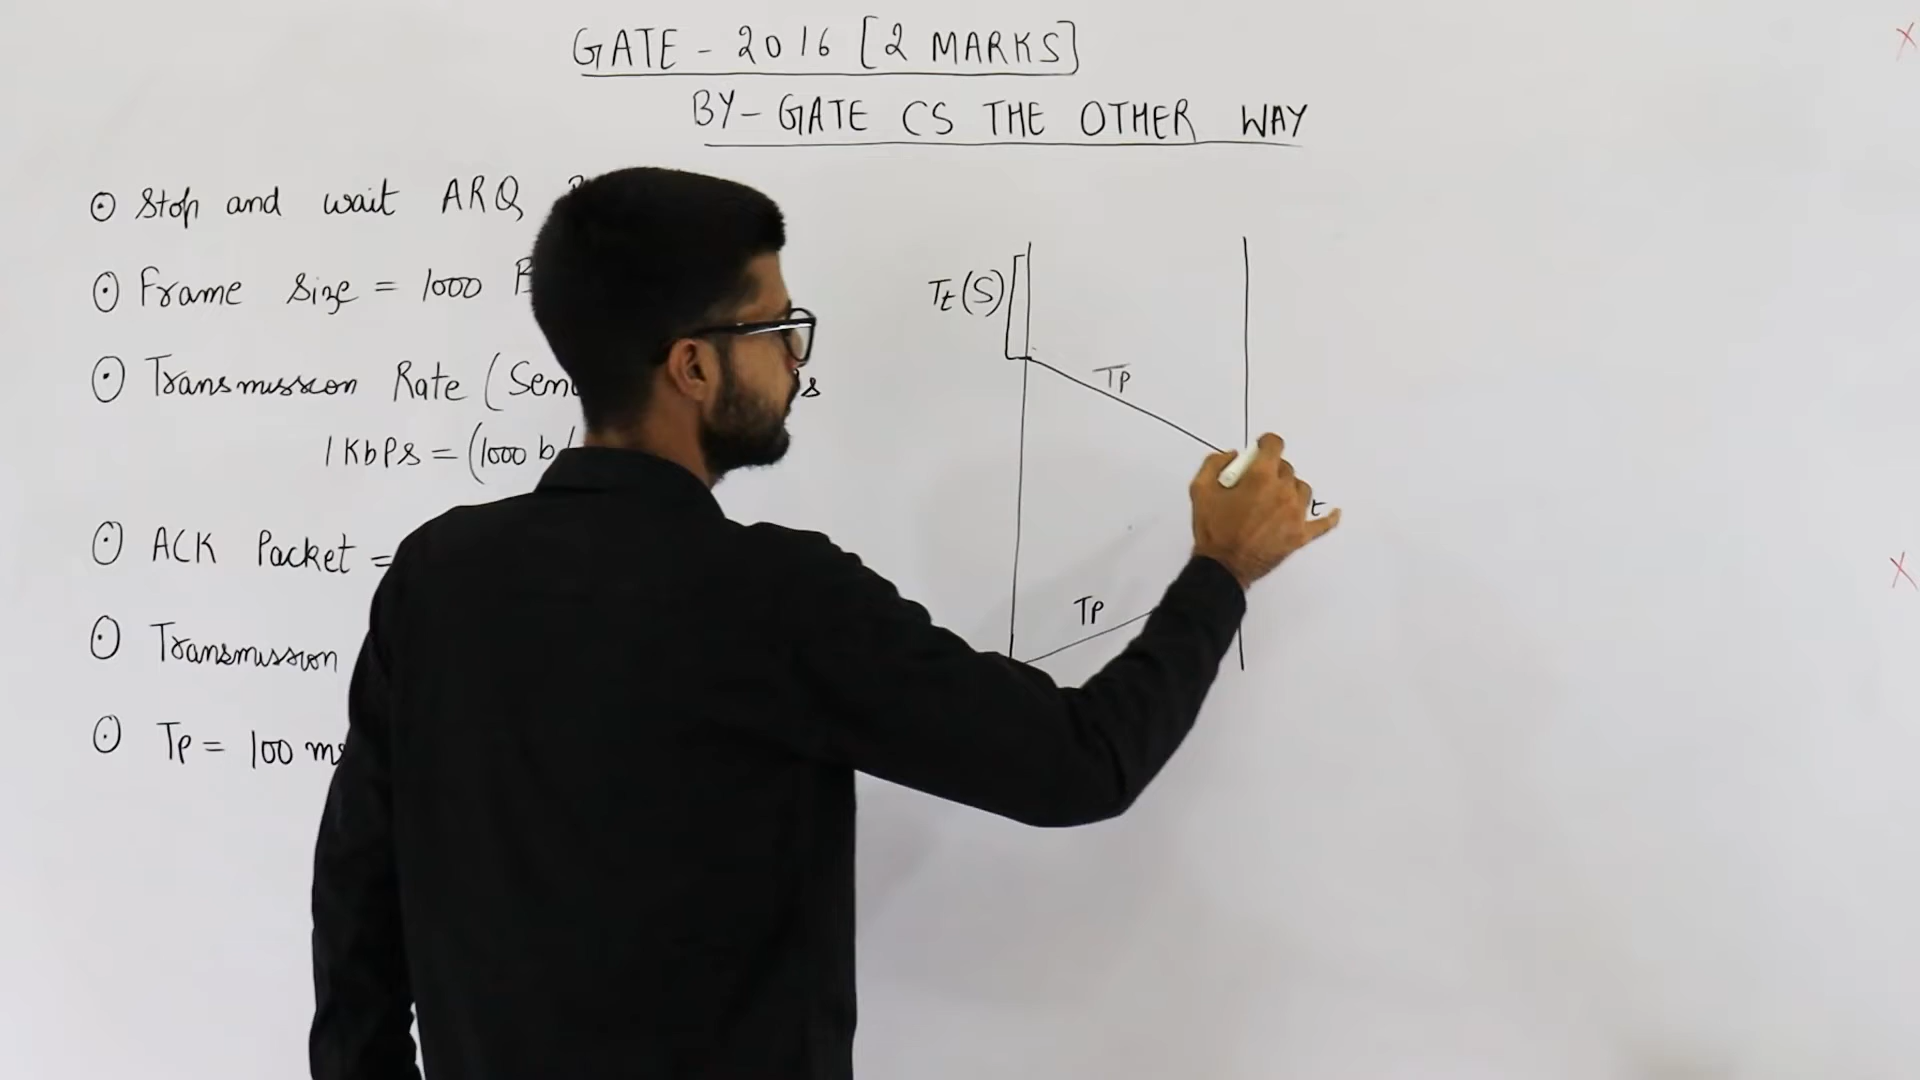 GATE - 2016 [2 MARKS]
BY - GATE CS THE OTHER WAY
Stop and wait ARQ
Frame Size = 1000
Transmission Rate (
1 Kbps = (1000 b/
ACK Packet =
Transmission
Tp = 100 ms
Tt(S)
Tp
t
Tp
X
X